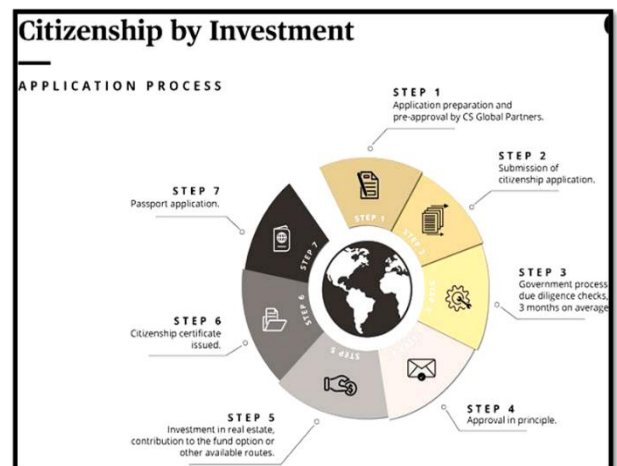 Citizenship by Investment
APPLICATION PROCESS
STEP 1
Application preparation and
pre-approval by CS Global Partners.
STEP 2
Submission of
citizenship application.
STEP 3
Government process
due diligence checks,
3 months on average
STEP 4
Approval in principle.
STEP 5
Investment in real estate,
contribution to the fund option or
other available routes.
STEP 6
Citizenship certificate
issued.
STEP 7
Passport application.
STEP 1
STEP 5
STEP 6
STEP 7